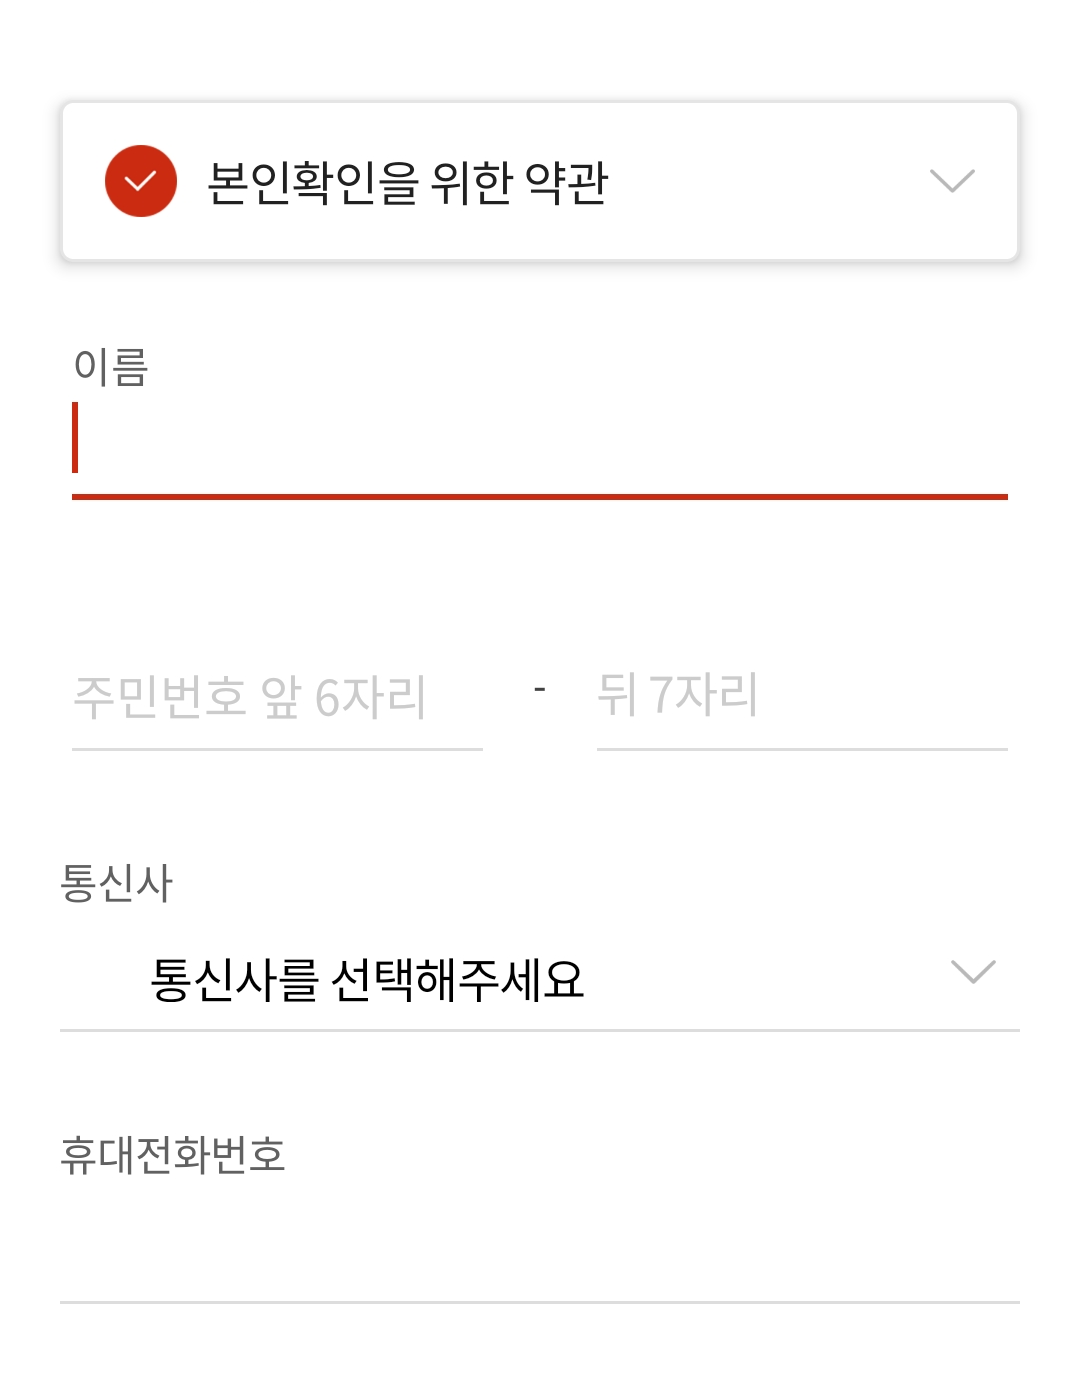 본인확인을 위한 약관
이름
주민번호 앞 6자리 - 뒤 7자리
통신사
통신사를 선택해주세요
휴대전화번호